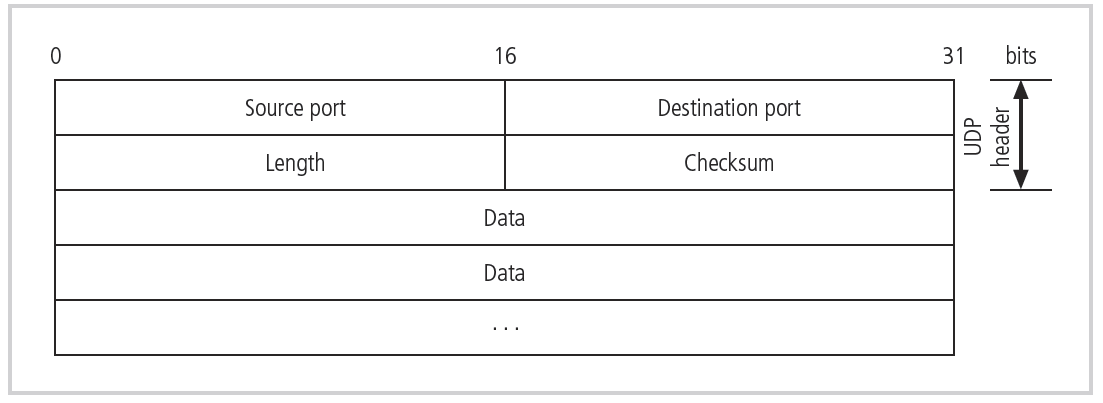 0 16 31 bits
Source port Destination port
UDP
header
Length Checksum
Data
Data
. . .